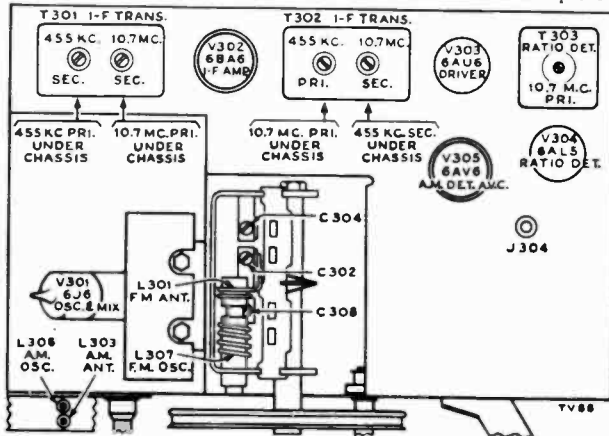 T301 I-F TRANS.
455 KC. 10.7 MC.
SEC. SEC.
V302
6BA6
I-F AMP
T302 I-F TRANS.
455 KC. 10.7 MC.
PRI. SEC.
V303
6AU6
DRIVER
T303
RATIO DET.
10.7 M.C.
PRI.
455 KC PRI.
UNDER
CHASSIS
10.7 MC. PRI.
UNDER
CHASSIS
10.7 MC. PRI.
UNDER
CHASSIS
455 KC. SEC.
UNDER
CHASSIS
V304
6AL5
RATIO DET.
V305
6AV6
A.M. DET. A.V.C.
J304
C304
C302
C308
V301
6J6
OSC. & MIX
L301
FM ANT.
L307
F.M. OSC.
L306
A.M.
OSC.
L303
A.M.
ANT.
TV88